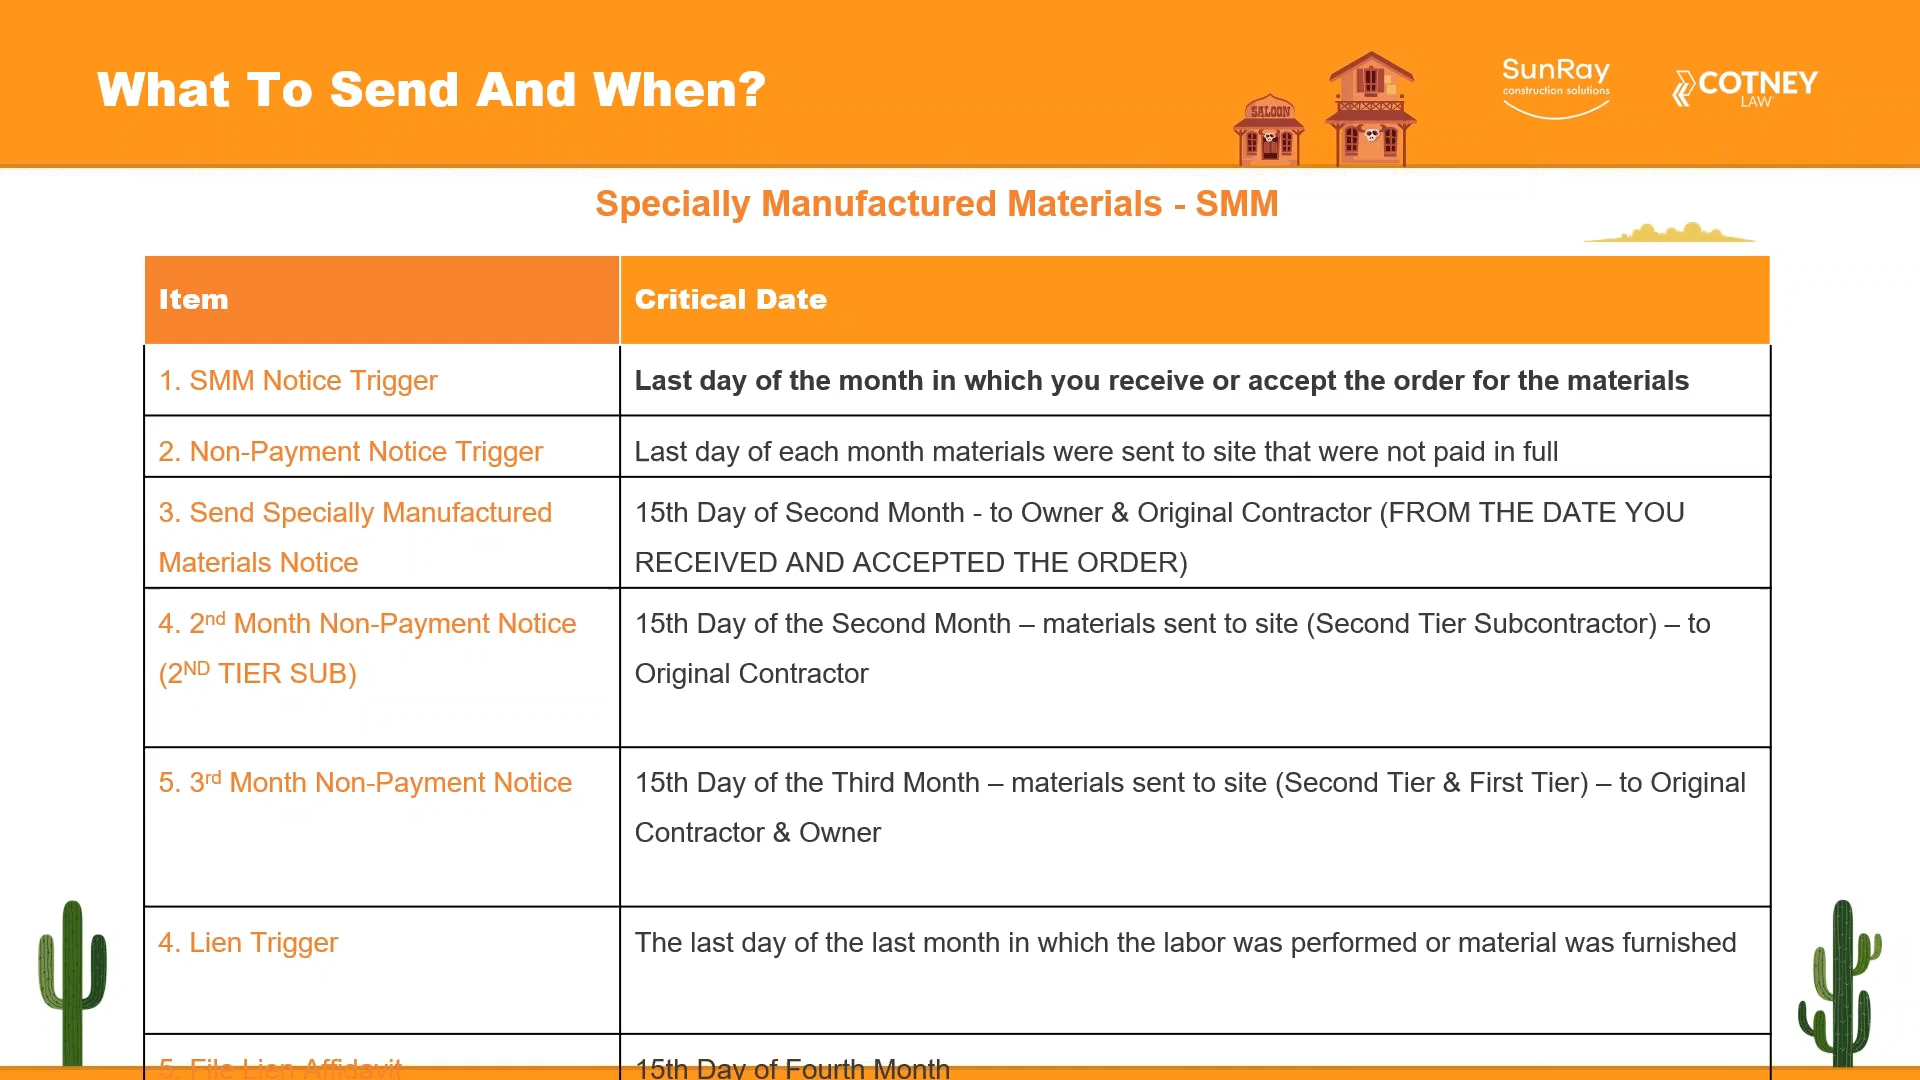 What To Send And When?
SALOON
SunRay
construction solutions
COTNEY
LAW
Specially Manufactured Materials - SMM
Item
Critical Date
1. SMM Notice Trigger
Last day of the month in which you receive or accept the order for the materials
2. Non-Payment Notice Trigger
Last day of each month materials were sent to site that were not paid in full
3. Send Specially Manufactured
Materials Notice
15th Day of Second Month - to Owner & Original Contractor (FROM THE DATE YOU
RECEIVED AND ACCEPTED THE ORDER)
4. 2nd Month Non-Payment Notice
(2ND TIER SUB)
15th Day of the Second Month – materials sent to site (Second Tier Subcontractor) – to
Original Contractor
5. 3rd Month Non-Payment Notice
15th Day of the Third Month – materials sent to site (Second Tier & First Tier) – to Original
Contractor & Owner
4. Lien Trigger
The last day of the last month in which the labor was performed or material was furnished
5. File Lien Affidavit
15th Day of Fourth Month